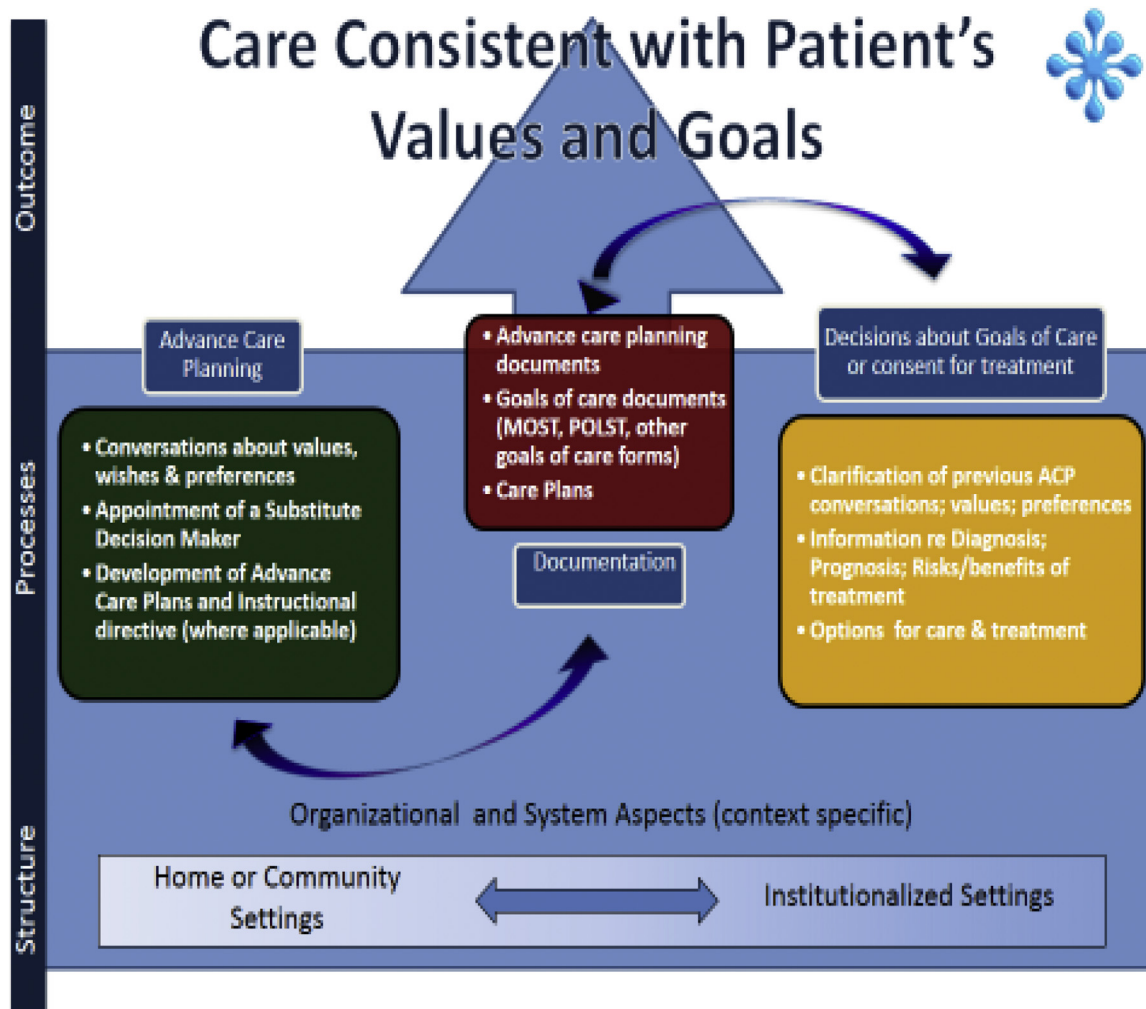 Care Consistent with Patient's
Values and Goals
Outcome
Processes
Structure
Advance Care
Planning
• Conversations about values,
wishes & preferences
• Appointment of a Substitute
Decision Maker
• Development of Advance
Care Plans and Instructional
directive (where applicable)
• Advance care planning
documents
• Goals of care documents
(MOST, POLST, other
goals of care forms)
• Care Plans
Documentation
Decisions about Goals of Care
or consent for treatment
• Clarification of previous ACP
conversations; values; preferences
• Information re Diagnosis;
Prognosis; Risks/benefits of
treatment
• Options for care & treatment
Organizational and System Aspects (context specific)
Home or Community
Settings
Institutionalized Settings